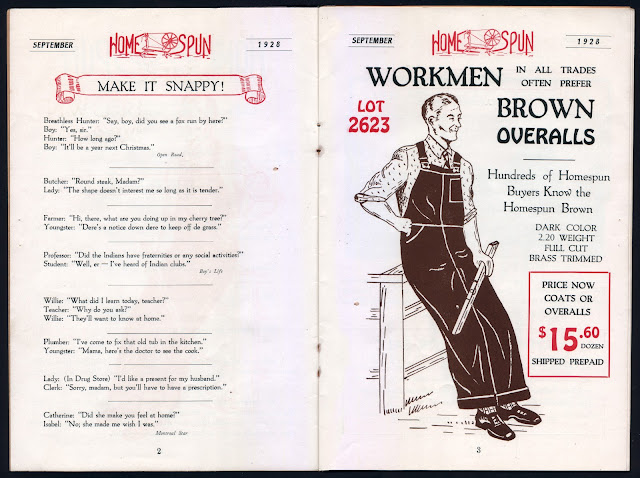 SEPTEMBER
HOME SPUN
1928
MAKE IT SNAPPY!
Breathless Hunter: "Say, boy, did you see a fox run by here?"
Boy: "Yes, sir."
Hunter: "How long ago?"
Boy: "It'll be a year next Christmas."
Open Road.
Butcher: "Round steak, Madam?"
Lady: "The shape doesn't interest me so long as it is tender."
Farmer: "Hi, there, what are you doing up in my cherry tree?"
Youngster: "Dere's a notice down dere to keep off de grass."
Professor: "Did the Indians have fraternities or any social activities?"
Student: "Well, er — I've heard of Indian clubs."
Boy's Life
Willie: "What did I learn today, teacher?"
Teacher: "Why do you ask?"
Willie: "They'll want to know at home."
Plumber: "I've come to fix that old tub in the kitchen."
Youngster: "Mama, here's the doctor to see the cook."
Lady: (In Drug Store) "I'd like a present for my husband."
Clerk: "Sorry, madam, but you'll have to have a prescription."
Catherine: "Did she make you feel at home?"
Isabel: "No; she made me wish I was."
Montreal Star
2
SEPTEMBER
HOME SPUN
1928
WORKMEN IN ALL TRADES
OFTEN PREFER
LOT
2623
BROWN
OVERALLS
Hundreds of Homespun
Buyers Know the
Homespun Brown
DARK COLOR
2.20 WEIGHT
FULL CUT
BRASS TRIMMED
PRICE NOW
COATS OR
OVERALLS
$15.60
DOZEN
SHIPPED PREPAID
3